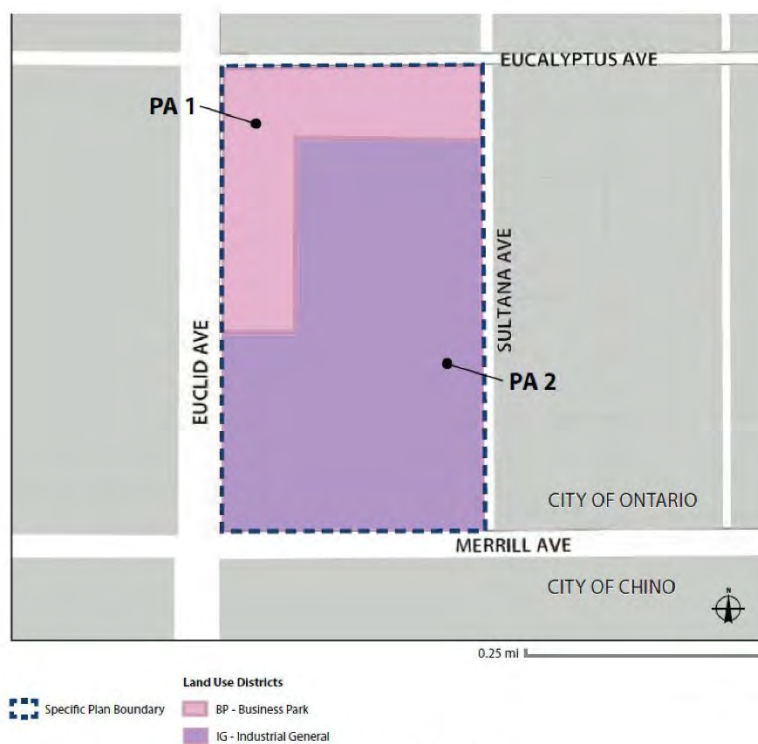 EUCALYPTUS AVE
PA 1
SULTANA AVE
EUCLID AVE
PA 2
CITY OF ONTARIO
MERRILL AVE
CITY OF CHINO
N
0.25 mi
Land Use Districts
Specific Plan Boundary
BP - Business Park
IG - Industrial General